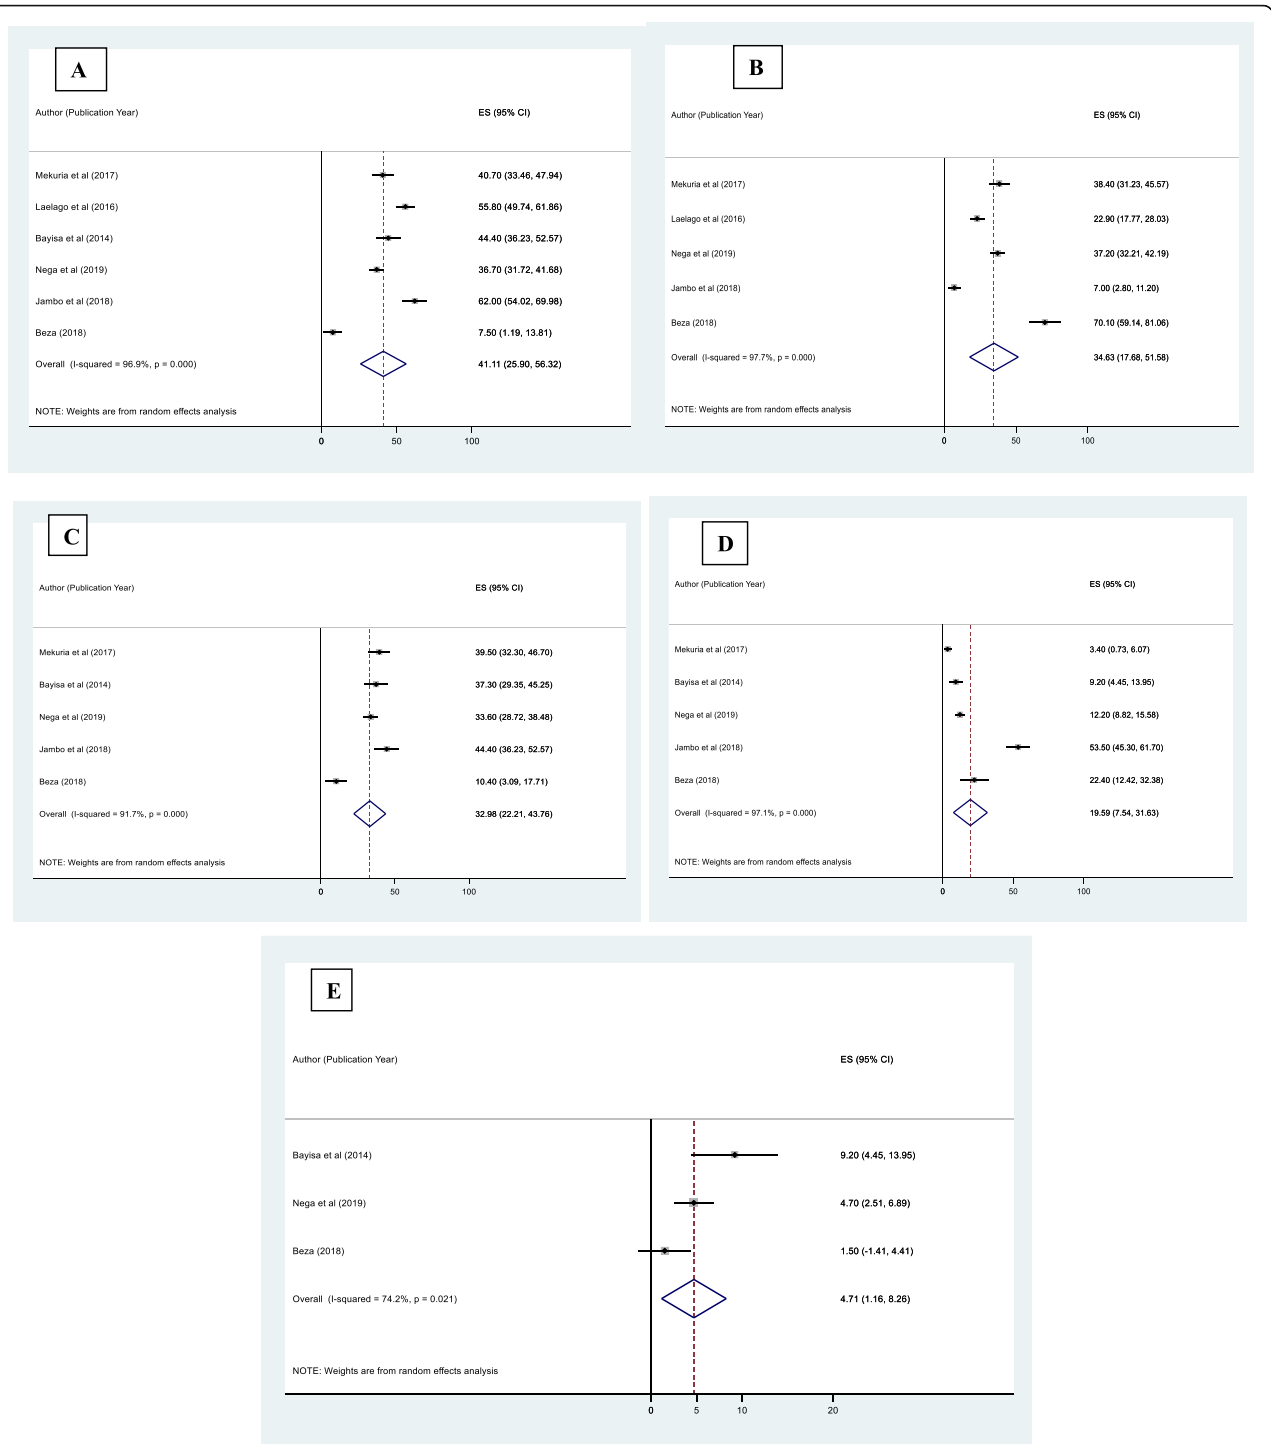 A
Author (Publication Year) ES (95% CI)
Mekuria et al (2017) 40.70 (33.46, 47.94)
Laelago et al (2016) 55.80 (49.74, 61.86)
Bayisa et al (2014) 44.40 (36.23, 52.57)
Nega et al (2019) 36.70 (31.72, 41.68)
Jambo et al (2018) 62.00 (54.02, 69.98)
Beza (2018) 7.50 (1.19, 13.81)
Overall (I-squared = 96.9%, p = 0.000) 41.11 (25.90, 56.32)
NOTE: Weights are from random effects analysis
0 50 100
B
Author (Publication Year) ES (95% CI)
Mekuria et al (2017) 38.40 (31.23, 45.57)
Laelago et al (2016) 22.90 (17.77, 28.03)
Nega et al (2019) 37.20 (32.21, 42.19)
Jambo et al (2018) 7.00 (2.80, 11.20)
Beza (2018) 70.10 (59.14, 81.06)
Overall (I-squared = 97.7%, p = 0.000) 34.63 (17.68, 51.58)
NOTE: Weights are from random effects analysis
0 50 100
C
Author (Publication Year) ES (95% CI)
Mekuria et al (2017) 39.50 (32.30, 46.70)
Bayisa et al (2014) 37.30 (29.35, 45.25)
Nega et al (2019) 33.60 (28.72, 38.48)
Jambo et al (2018) 44.40 (36.23, 52.57)
Beza (2018) 10.40 (3.09, 17.71)
Overall (I-squared = 91.7%, p = 0.000) 32.98 (22.21, 43.76)
NOTE: Weights are from random effects analysis
0 50 100
D
Author (Publication Year) ES (95% CI)
Mekuria et al (2017) 3.40 (0.73, 6.07)
Bayisa et al (2014) 9.20 (4.45, 13.95)
Nega et al (2019) 12.20 (8.82, 15.58)
Jambo et al (2018) 53.50 (45.30, 61.70)
Beza (2018) 22.40 (12.42, 32.38)
Overall (I-squared = 97.1%, p = 0.000) 19.59 (7.54, 31.63)
NOTE: Weights are from random effects analysis
0 50 100
E
Author (Publication Year) ES (95% CI)
Bayisa et al (2014) 9.20 (4.45, 13.95)
Nega et al (2019) 4.70 (2.51, 6.89)
Beza (2018) 1.50 (-1.41, 4.41)
Overall (I-squared = 74.2%, p = 0.021) 4.71 (1.16, 8.26)
NOTE: Weights are from random effects analysis
0 5 10 20